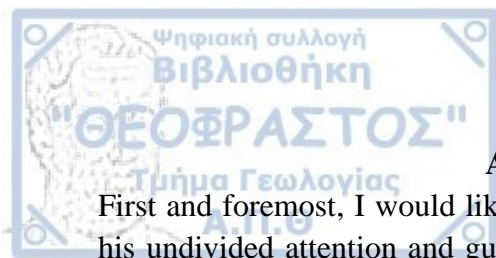 Ψηφιακή συλλογή
Βιβλιοθήκη
"ΘΕΟΦΡΑΣΤΟΣ"
Τμήμα Γεωλογίας
Α.Π.Θ
First and foremost, I would lik
his undivided attention and gu